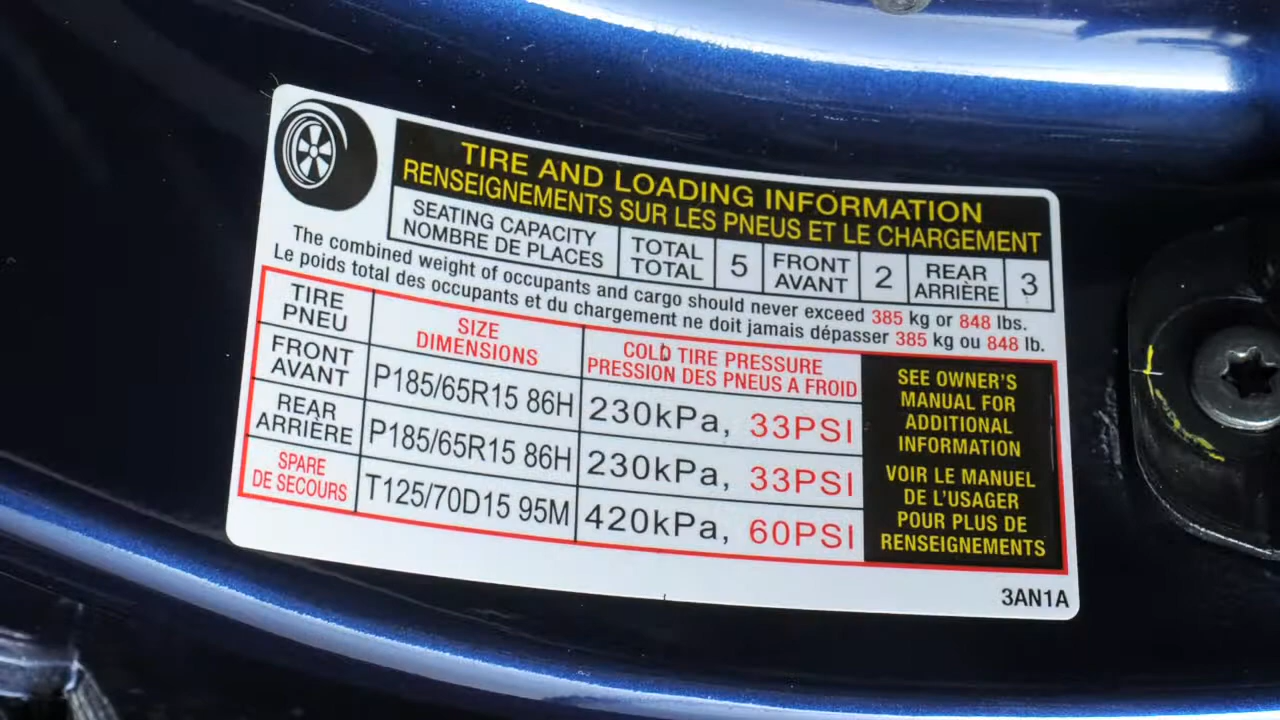 TIRE AND LOADING INFORMATION
RENSEIGNEMENTS SUR LES PNEUS ET LE CHARGEMENT
SEATING CAPACITY
NOMBRE DE PLACES
TOTAL
TOTAL
5
FRONT
AVANT
2
REAR
ARRIÈRE
3
The combined weight of occupants and cargo should never exceed 385 kg or 848 lbs.
Le poids total des occupants et du chargement ne doit jamais dépasser 385 kg ou 848 lb.
TIRE
PNEU
SIZE
DIMENSIONS
COLD TIRE PRESSURE
PRESSION DES PNEUS A FROID
FRONT
AVANT
P185/65R15 86H
230kPa, 33PSI
REAR
ARRIÈRE
P185/65R15 86H
230kPa, 33PSI
SPARE
DE SECOURS
T125/70D15 95M
420kPa, 60PSI
SEE OWNER'S
MANUAL FOR
ADDITIONAL
INFORMATION
VOIR LE MANUEL
DE L'USAGER
POUR PLUS DE
RENSEIGNEMENTS
3AN1A